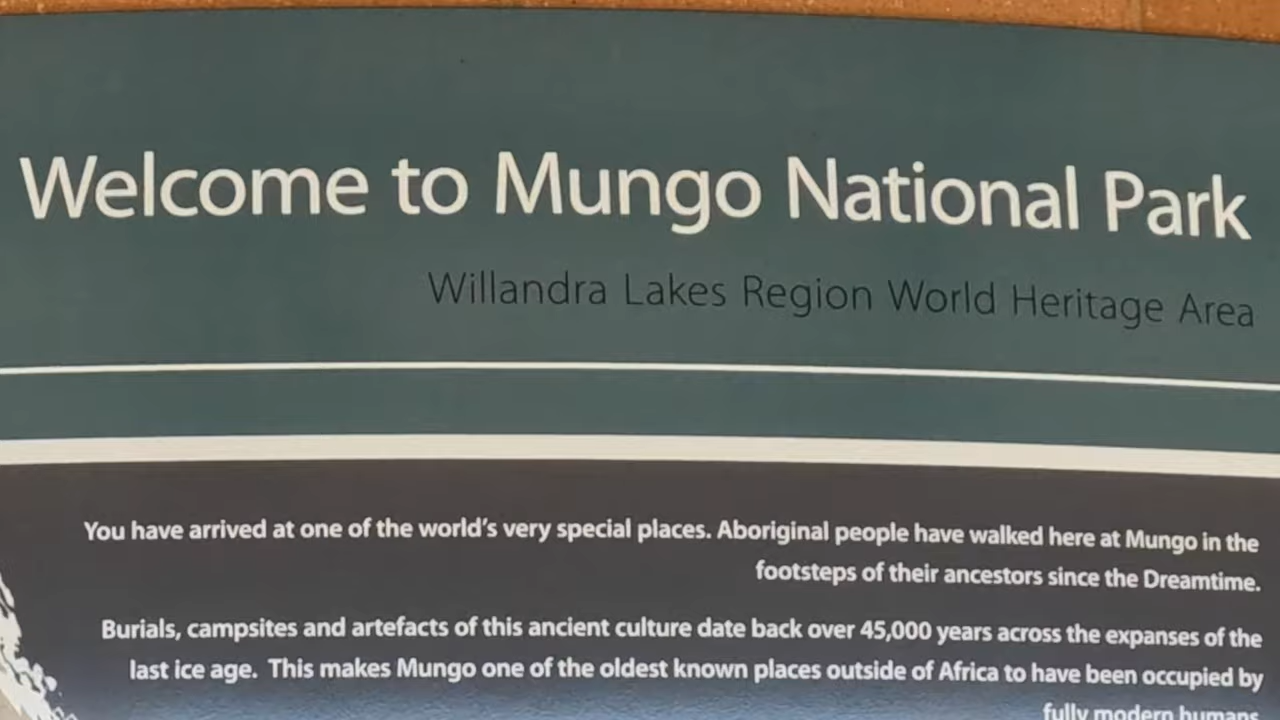 Welcome to Mungo National Park
Willandra Lakes Region World Heritage Area
You have arrived at one of the world's very special places. Aboriginal people have walked here at Mungo in the
footsteps of their ancestors since the Dreamtime.
Burials, campsites and artefacts of this ancient culture date back over 45,000 years across the expanses of the
last ice age. This makes Mungo one of the oldest known places outside of Africa to have been occupied by
fully modern humans.